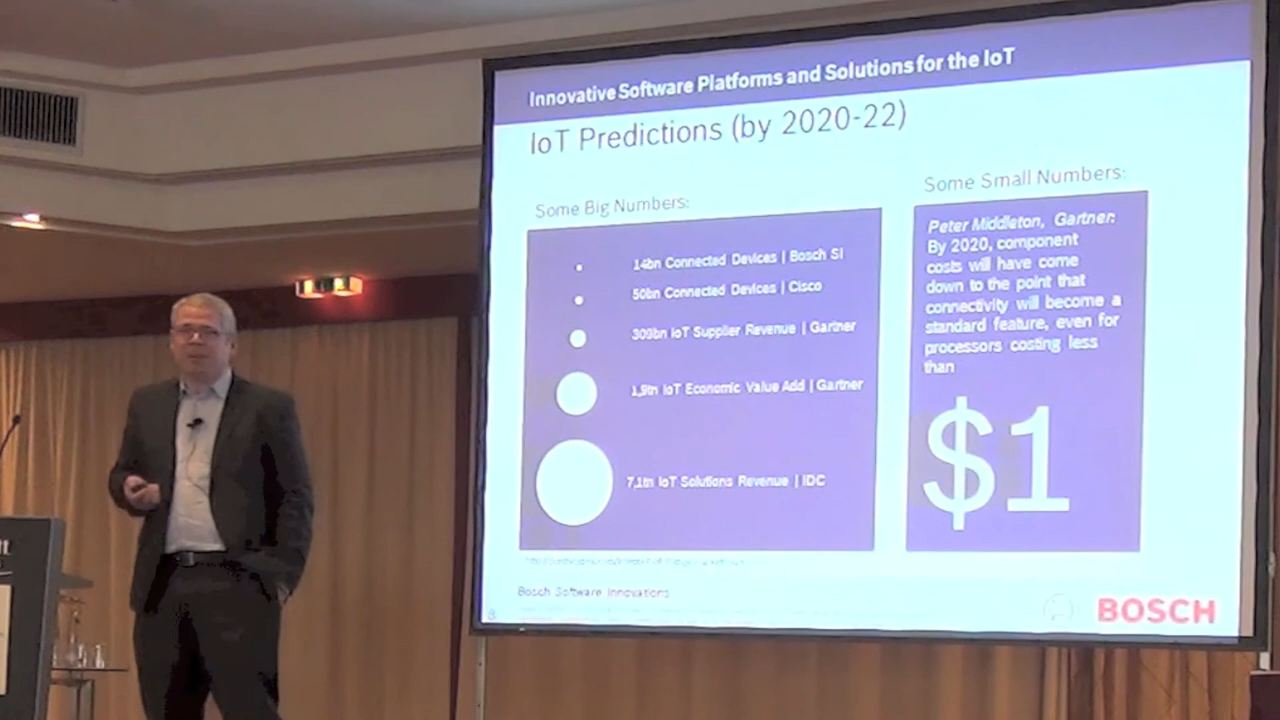 Innovative Software Platforms and Solutions for the IoT
IoT Predictions (by 2020-22)
Some Big Numbers:
14bn Connected Devices | Bosch SI
50bn Connected Devices | Cisco
309bn IoT Supplier Revenue | Gartner
1,9tn IoT Economic Value Add | Gartner
7,1tn IoT Solutions Revenue | IDC
Some Small Numbers:
Peter Middleton, Gartner:
By 2020, component
costs will have come
down to the point that
connectivity will become a
standard feature, even for
processors costing less
than
$1
Bosch Software Innovations
8
BOSCH